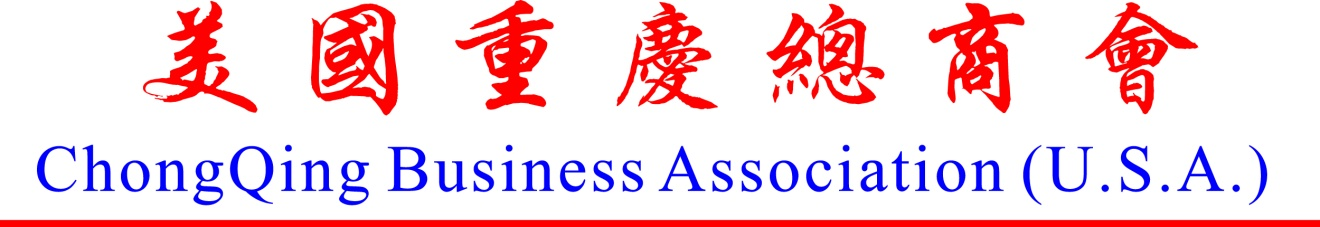 美國重慶總商會
ChongQing Business Association (U.S.A.)